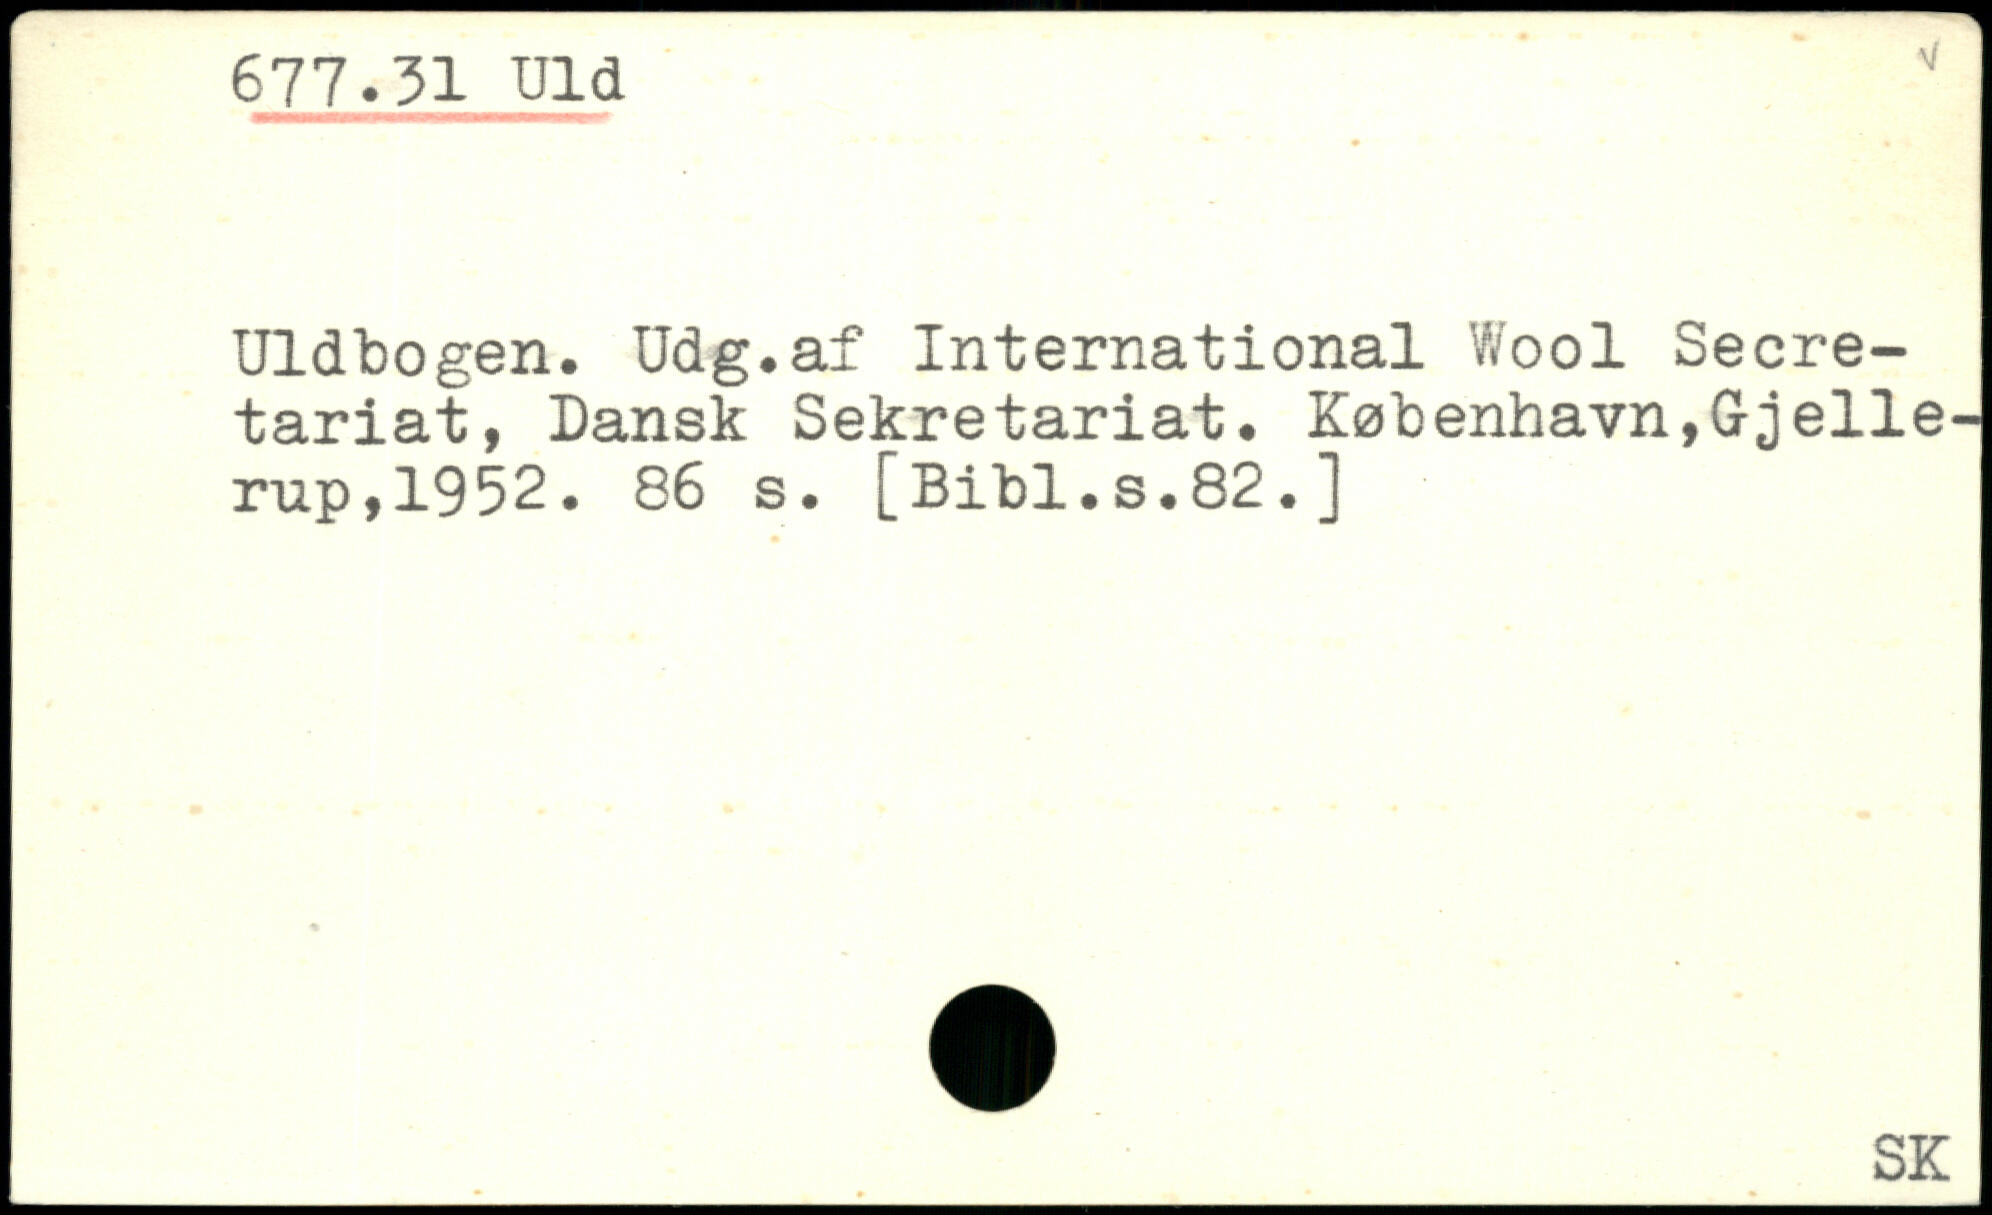 677.31 Uld
v
Uldbogen. Udg.af International Wool Secre-
tariat, Dansk Sekretariat. København,Gjelle-
rup,1952. 86 s. [Bibl.s.82.]
SK